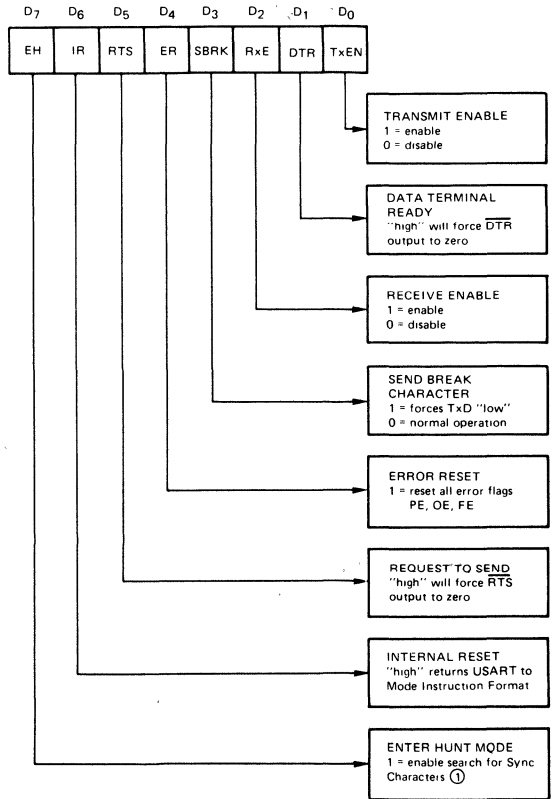 D7 D6 D5 D4 D3 D2 D1 D0
EH IR RTS ER SBRK RxE DTR TxEN
TRANSMIT ENABLE
1 = enable
0 = disable
DATA TERMINAL
READY
"high" will force DTR
output to zero
RECEIVE ENABLE
1 = enable
0 = disable
SEND BREAK
CHARACTER
1 = forces TxD "low"
0 = normal operation
ERROR RESET
1 = reset all error flags
PE, OE, FE
REQUEST TO SEND
"high" will force RTS
output to zero
INTERNAL RESET
"high" returns USART to
Mode Instruction Format
ENTER HUNT MODE
1 = enable search for Sync
Characters ①